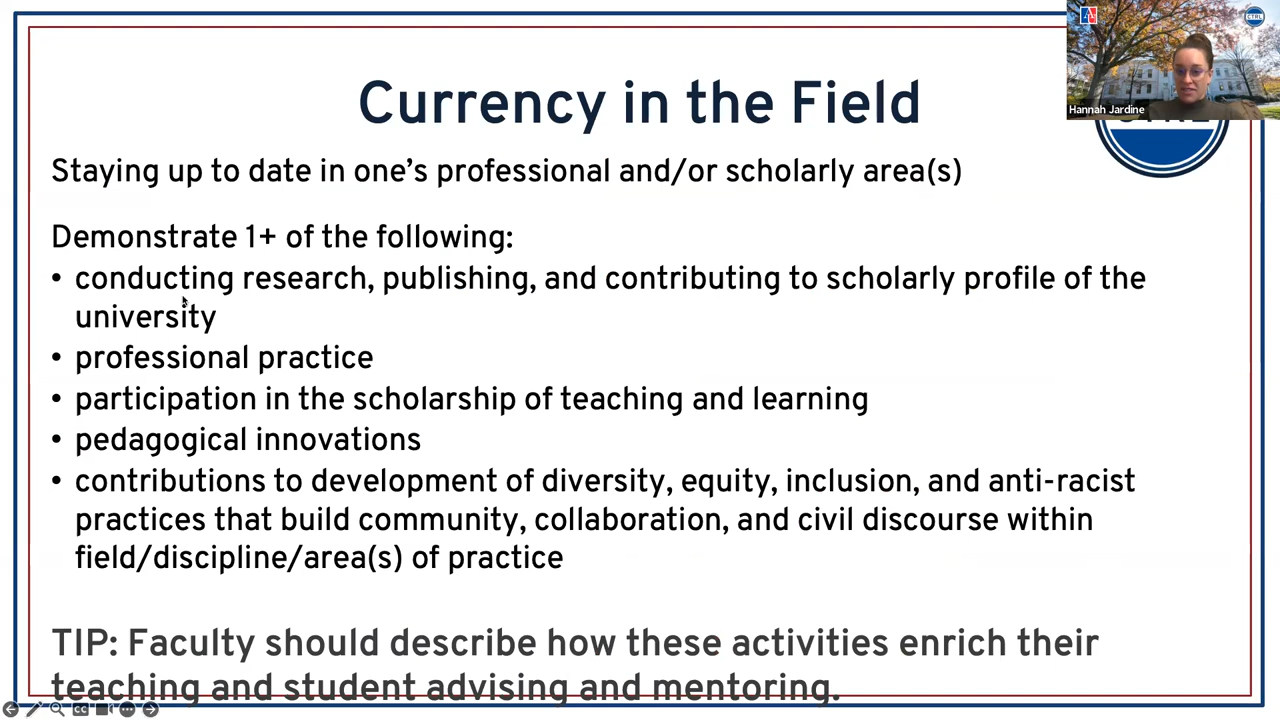 Currency in the Field
Hannah Jardine
Staying up to date in one's professional and/or scholarly area(s)
Demonstrate 1+ of the following:
• conducting research, publishing, and contributing to scholarly profile of the
university
• professional practice
• participation in the scholarship of teaching and learning
• pedagogical innovations
• contributions to development of diversity, equity, inclusion, and anti-racist
practices that build community, collaboration, and civil discourse within
field/discipline/area(s) of practice
TIP: Faculty should describe how these activities enrich their
teaching and student advising and mentoring.